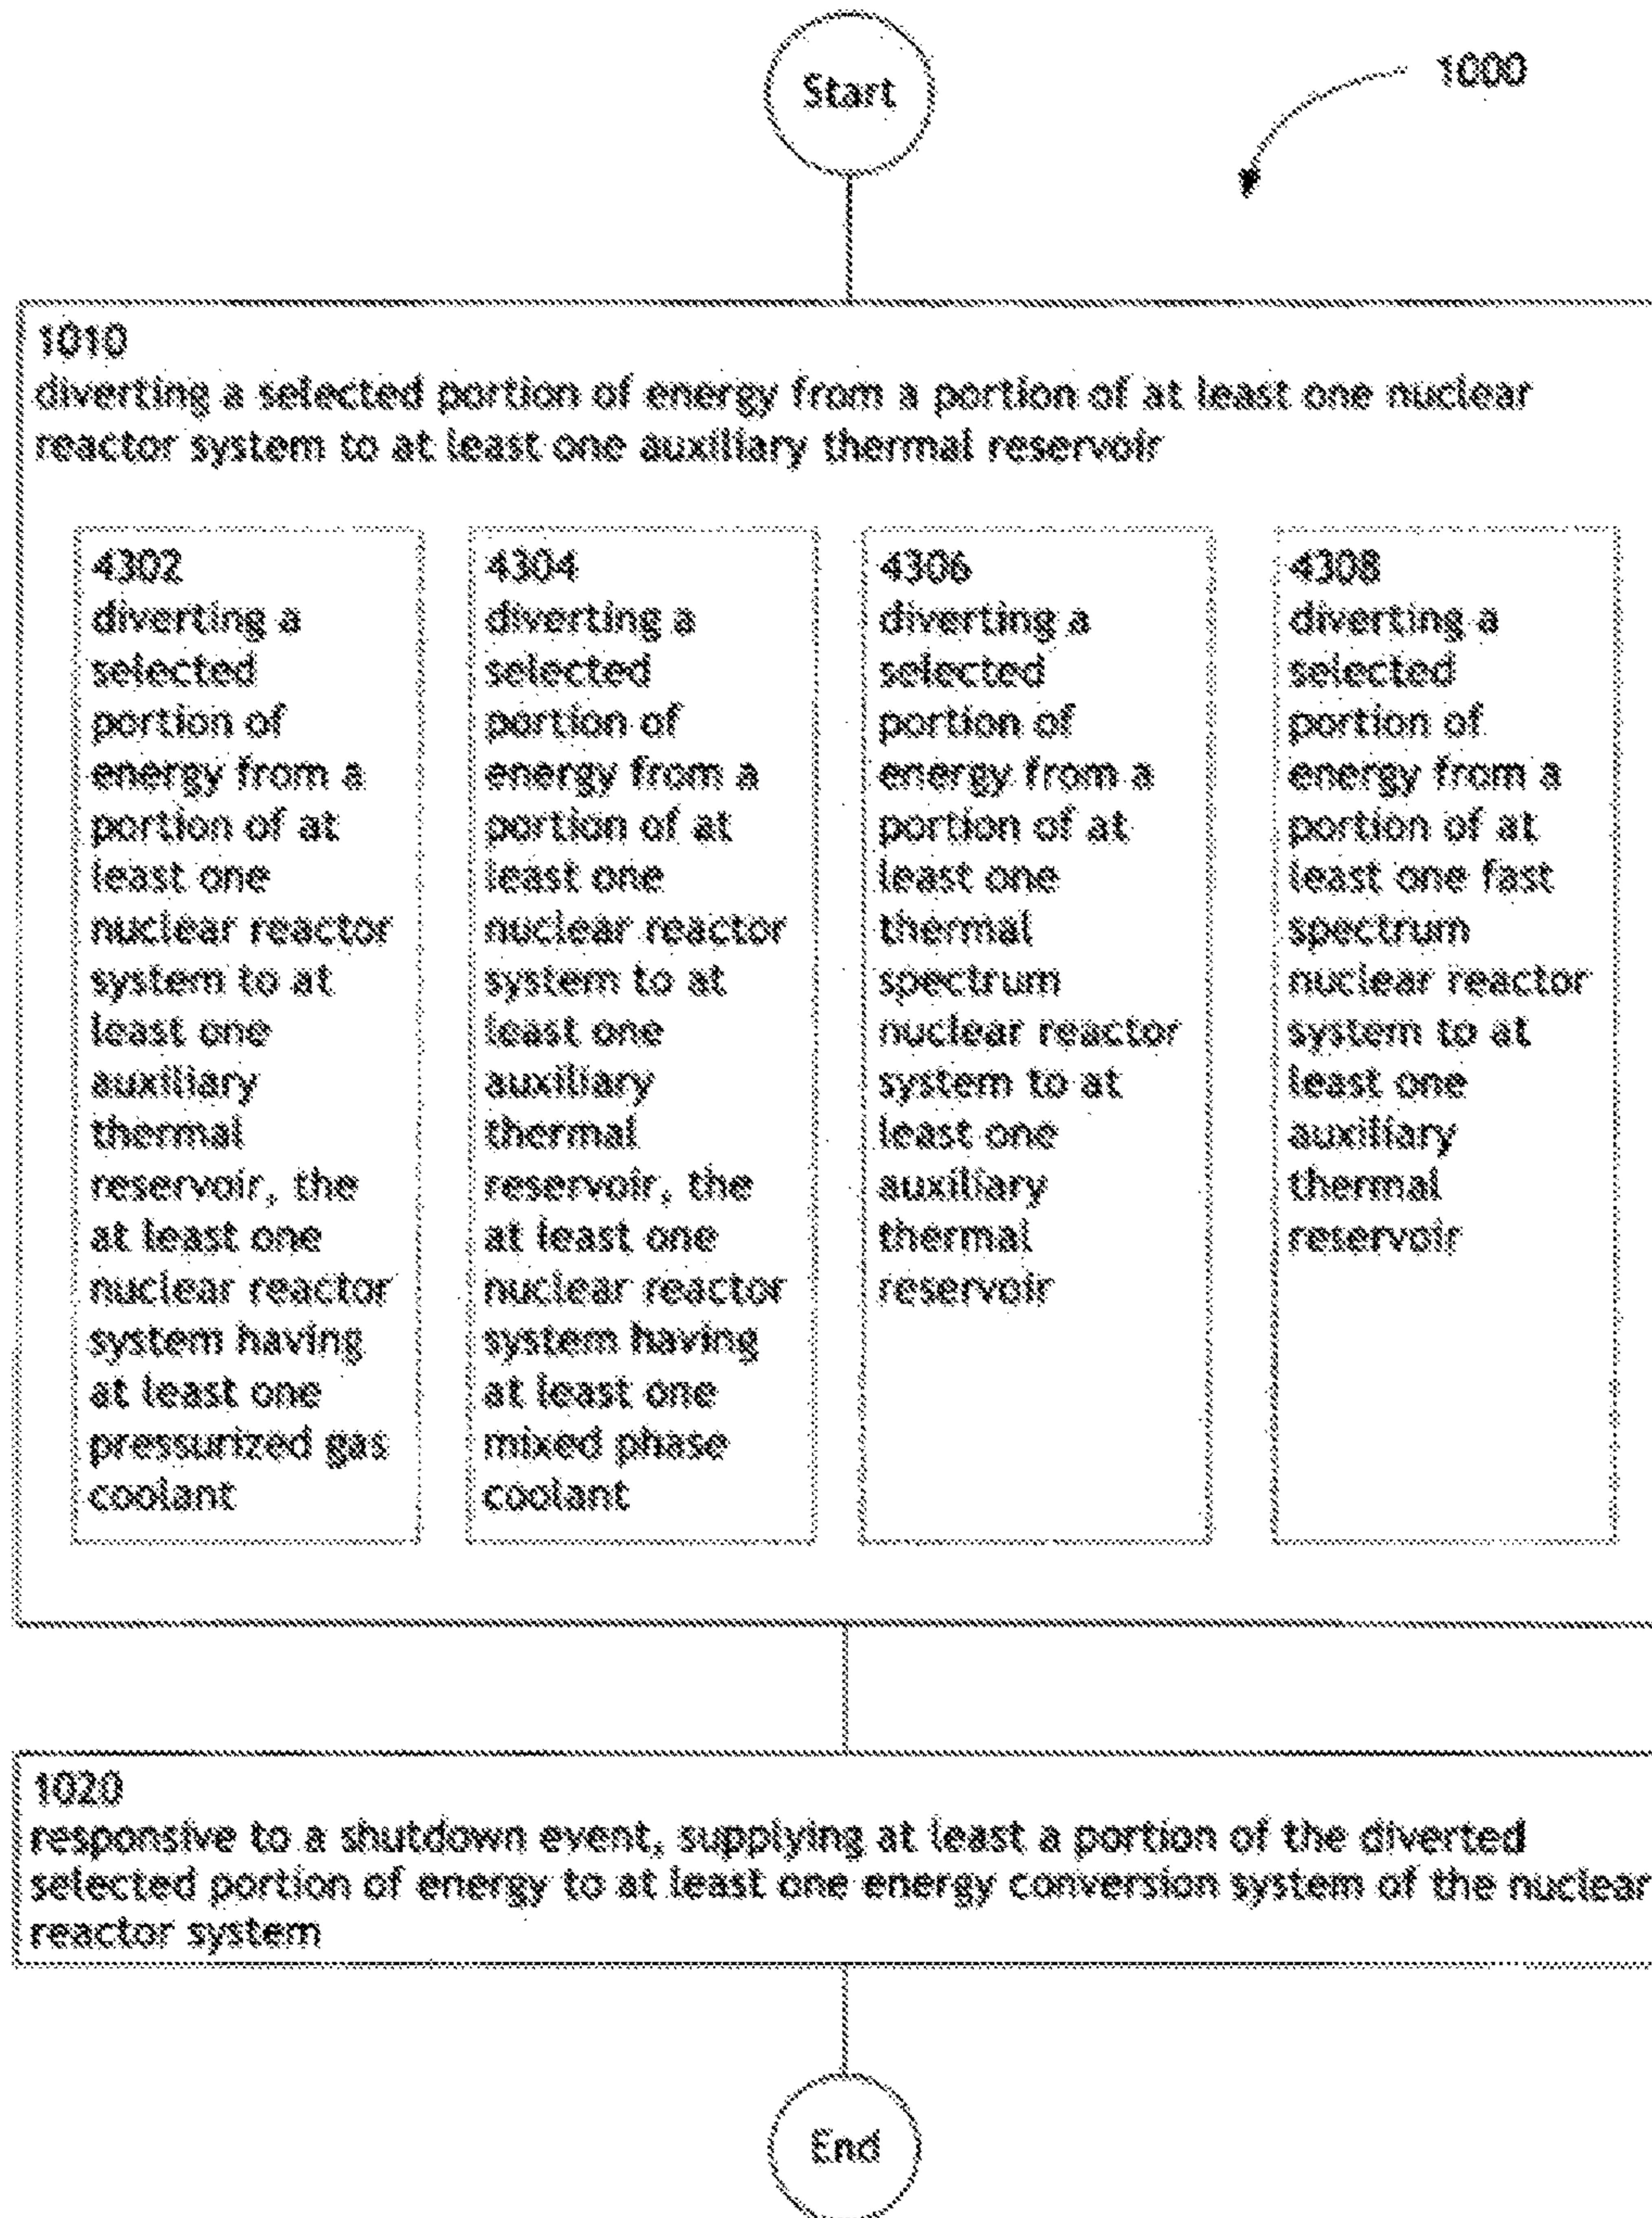 Start
1000
1010
diverting a selected portion of energy from a portion of at least one nuclear
reactor system to at least one auxiliary thermal reservoir
4302
diverting a
selected
portion of
energy from a
portion of at
least one
nuclear reactor
system to at
least one
auxiliary
thermal
reservoir, the
at least one
nuclear reactor
system having
at least one
pressurized gas
coolant
4304
diverting a
selected
portion of
energy from a
portion of at
least one
nuclear reactor
system to at
least one
auxiliary
thermal
reservoir, the
at least one
nuclear reactor
system having
at least one
mixed phase
coolant
4306
diverting a
selected
portion of
energy from a
portion of at
least one
thermal
spectrum
nuclear reactor
system to at
least one
auxiliary
thermal
reservoir
4308
diverting a
selected
portion of
energy from a
portion of at
least one fast
spectrum
nuclear reactor
system to at
least one
auxiliary
thermal
reservoir
1020
responsive to a shutdown event, supplying at least a portion of the diverted
selected portion of energy to at least one energy conversion system of the nuclear
reactor system
End